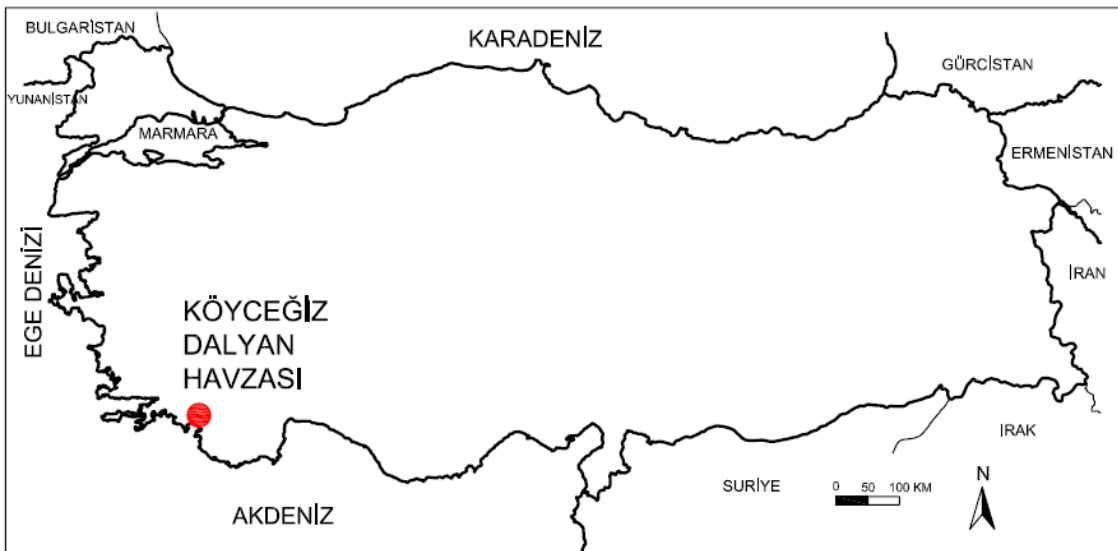 BULGARİSTAN
KARADENİZ
GÜRCİSTAN
YUNANİSTAN
MARMARA
ERMENİSTAN
EGE DENİZİ
İRAN
KÖYCEĞİZ
DALYAN
HAVZASI
IRAK
SURİYE
0 50 100 KM
N
AKDENİZ